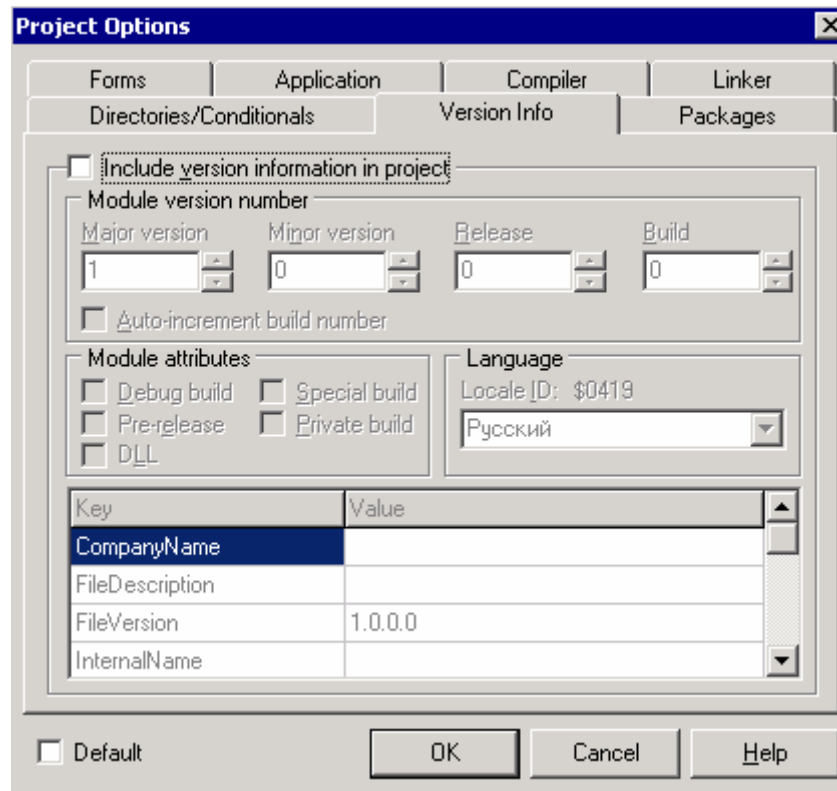 Project Options
Forms Application Compiler Linker
Directories/Conditionals Version Info Packages
Include version information in project
Module version number
Major version Minor version Release Build
1 0 0 0
Auto-increment build number
Module attributes Language
Debug build Special build Locale ID: $0419
Pre-release Private build Русский
DLL
Key Value
CompanyName
FileDescription
FileVersion 1.0.0.0
InternalName
Default OK Cancel Help